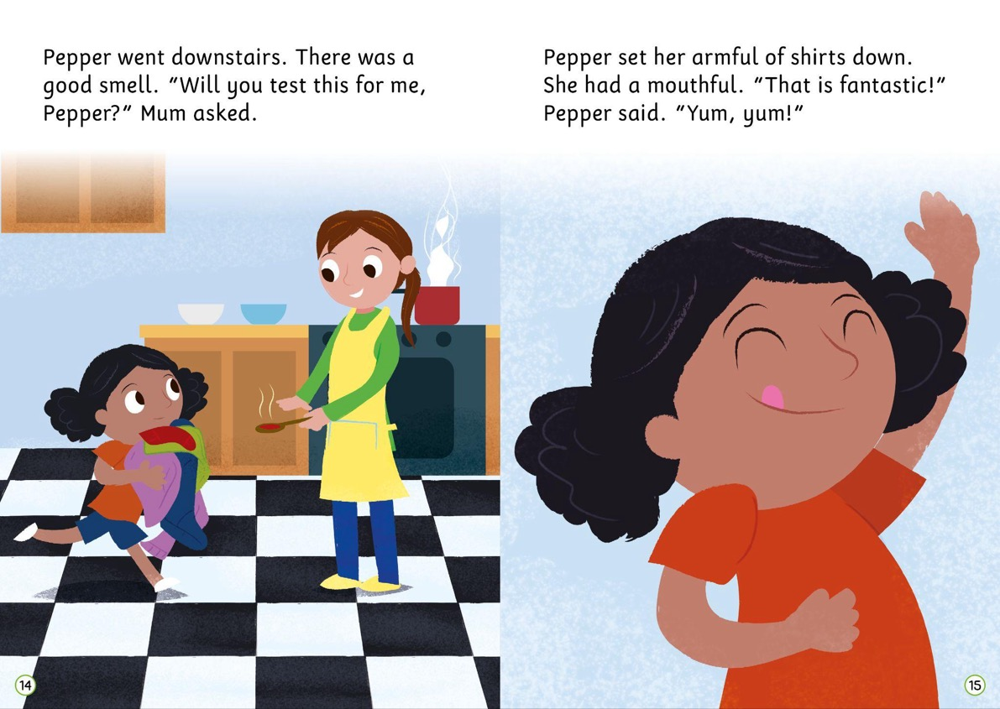 Pepper went downstairs. There was a
good smell. “Will you test this for me,
Pepper?” Mum asked.
14
Pepper set her armful of shirts down.
She had a mouthful. “That is fantastic!”
Pepper said. “Yum, yum!”
15